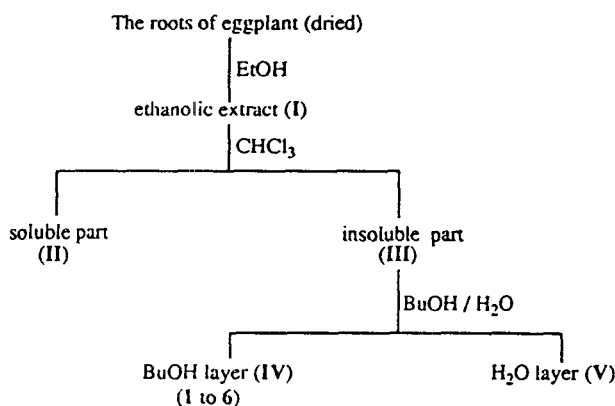 The roots of eggplant (dried)
EtOH
ethanolic extract (I)
CHCl3
soluble part
(II)
insoluble part
(III)
BuOH / H2O
BuOH layer (IV)
(1 to 6)
H2O layer (V)